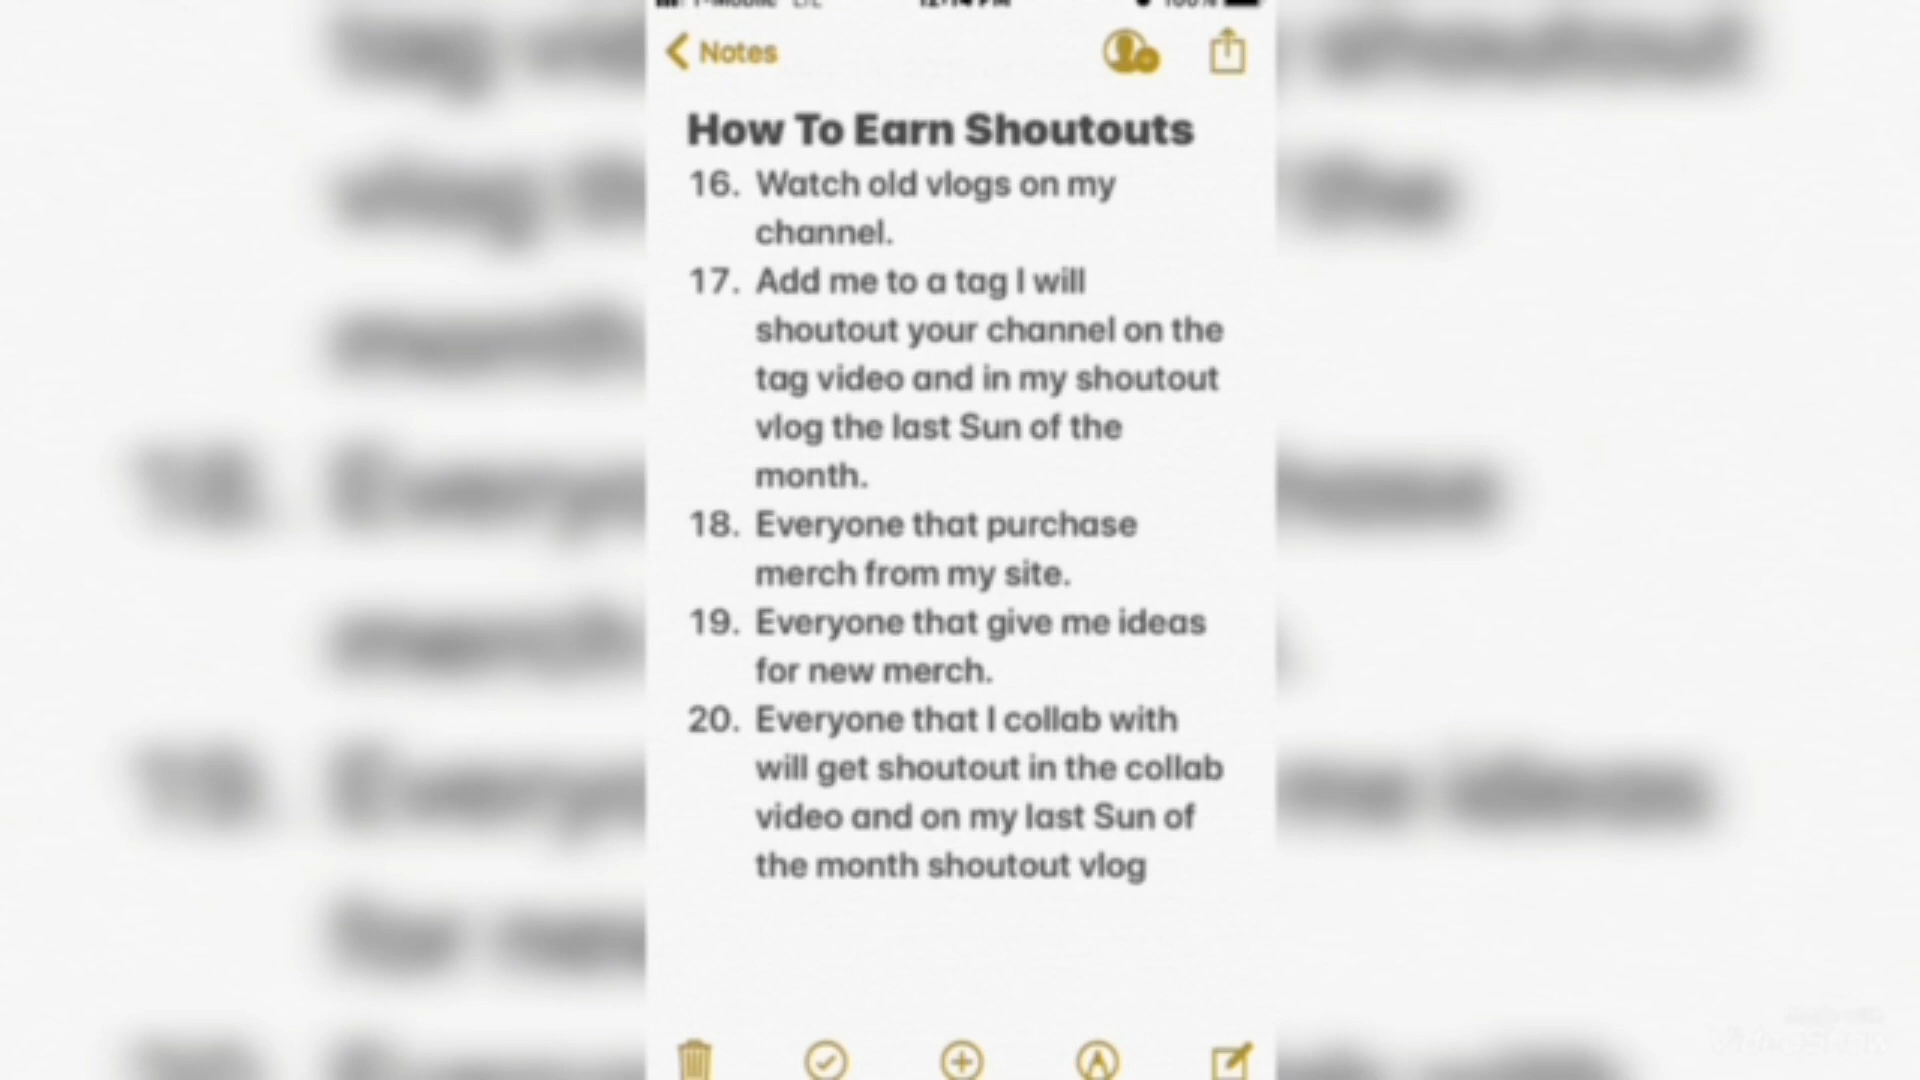 Notes
How To Earn Shoutouts
16. Watch old vlogs on my
channel.
17. Add me to a tag I will
shoutout your channel on the
tag video and in my shoutout
vlog the last Sun of the
month.
18. Everyone that purchase
merch from my site.
19. Everyone that give me ideas
for new merch.
20. Everyone that I collab with
will get shoutout in the collab
video and on my last Sun of
the month shoutout vlog